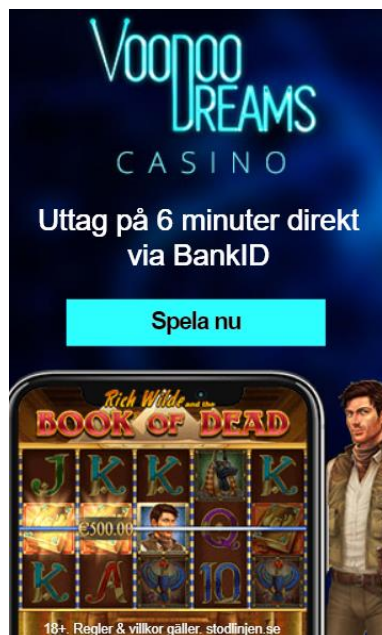 VOODOO
DREAMS
CASINO
Uttag på 6 minuter direkt
via BankID
Spela nu
Rich Wilde and the
BOOK OF DEAD
J K K K
€500.00 Q
K A 10 K
18+. Regler & villkor gäller. stodlinjen.se